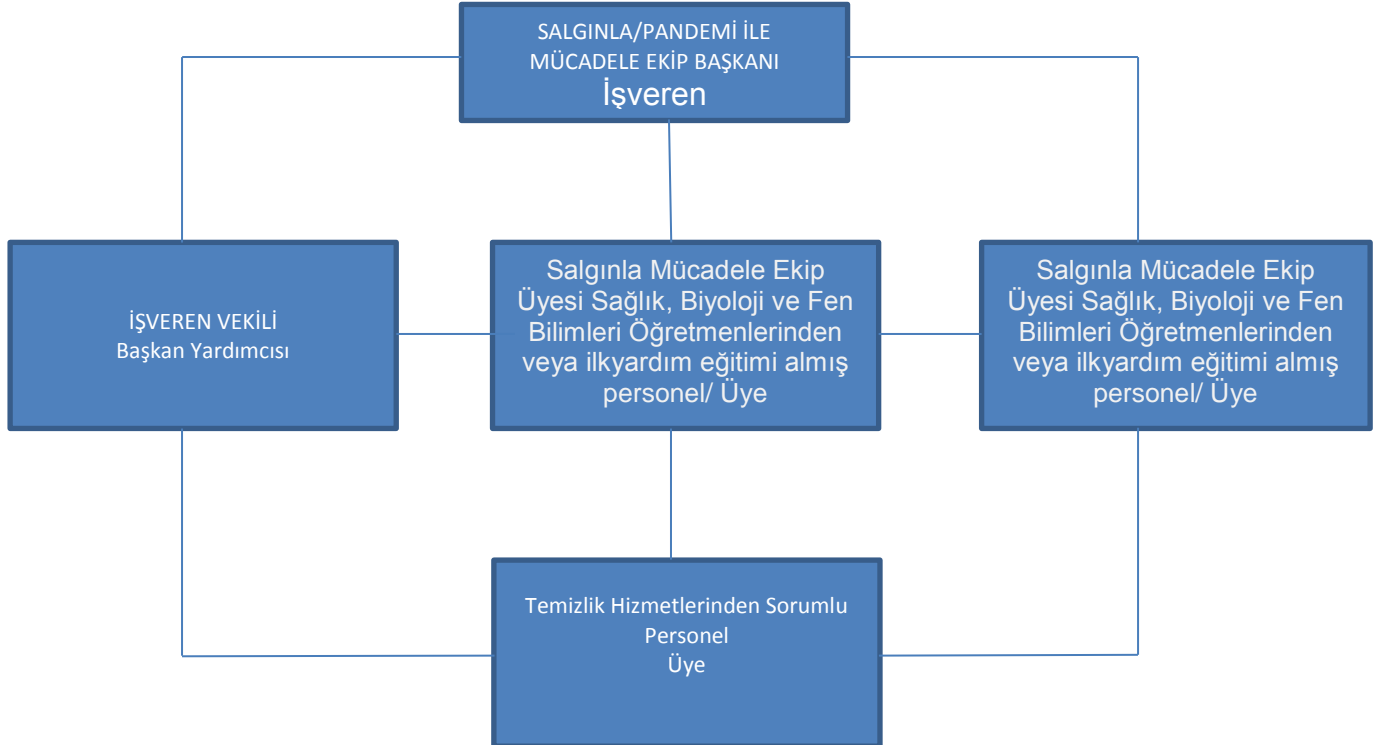 SALGINLA/PANDEMİ İLE
MÜCADELE EKİP BAŞKANI
İşveren
İŞVEREN VEKİLİ
Başkan Yardımcısı
Salgınla Mücadele Ekip
Üyesi Sağlık, Biyoloji ve Fen
Bilimleri Öğretmenlerinden
veya ilkyardım eğitimi almış
personel/ Üye
Salgınla Mücadele Ekip
Üyesi Sağlık, Biyoloji ve Fen
Bilimleri Öğretmenlerinden
veya ilkyardım eğitimi almış
personel/ Üye
Temizlik Hizmetlerinden Sorumlu
Personel
Üye